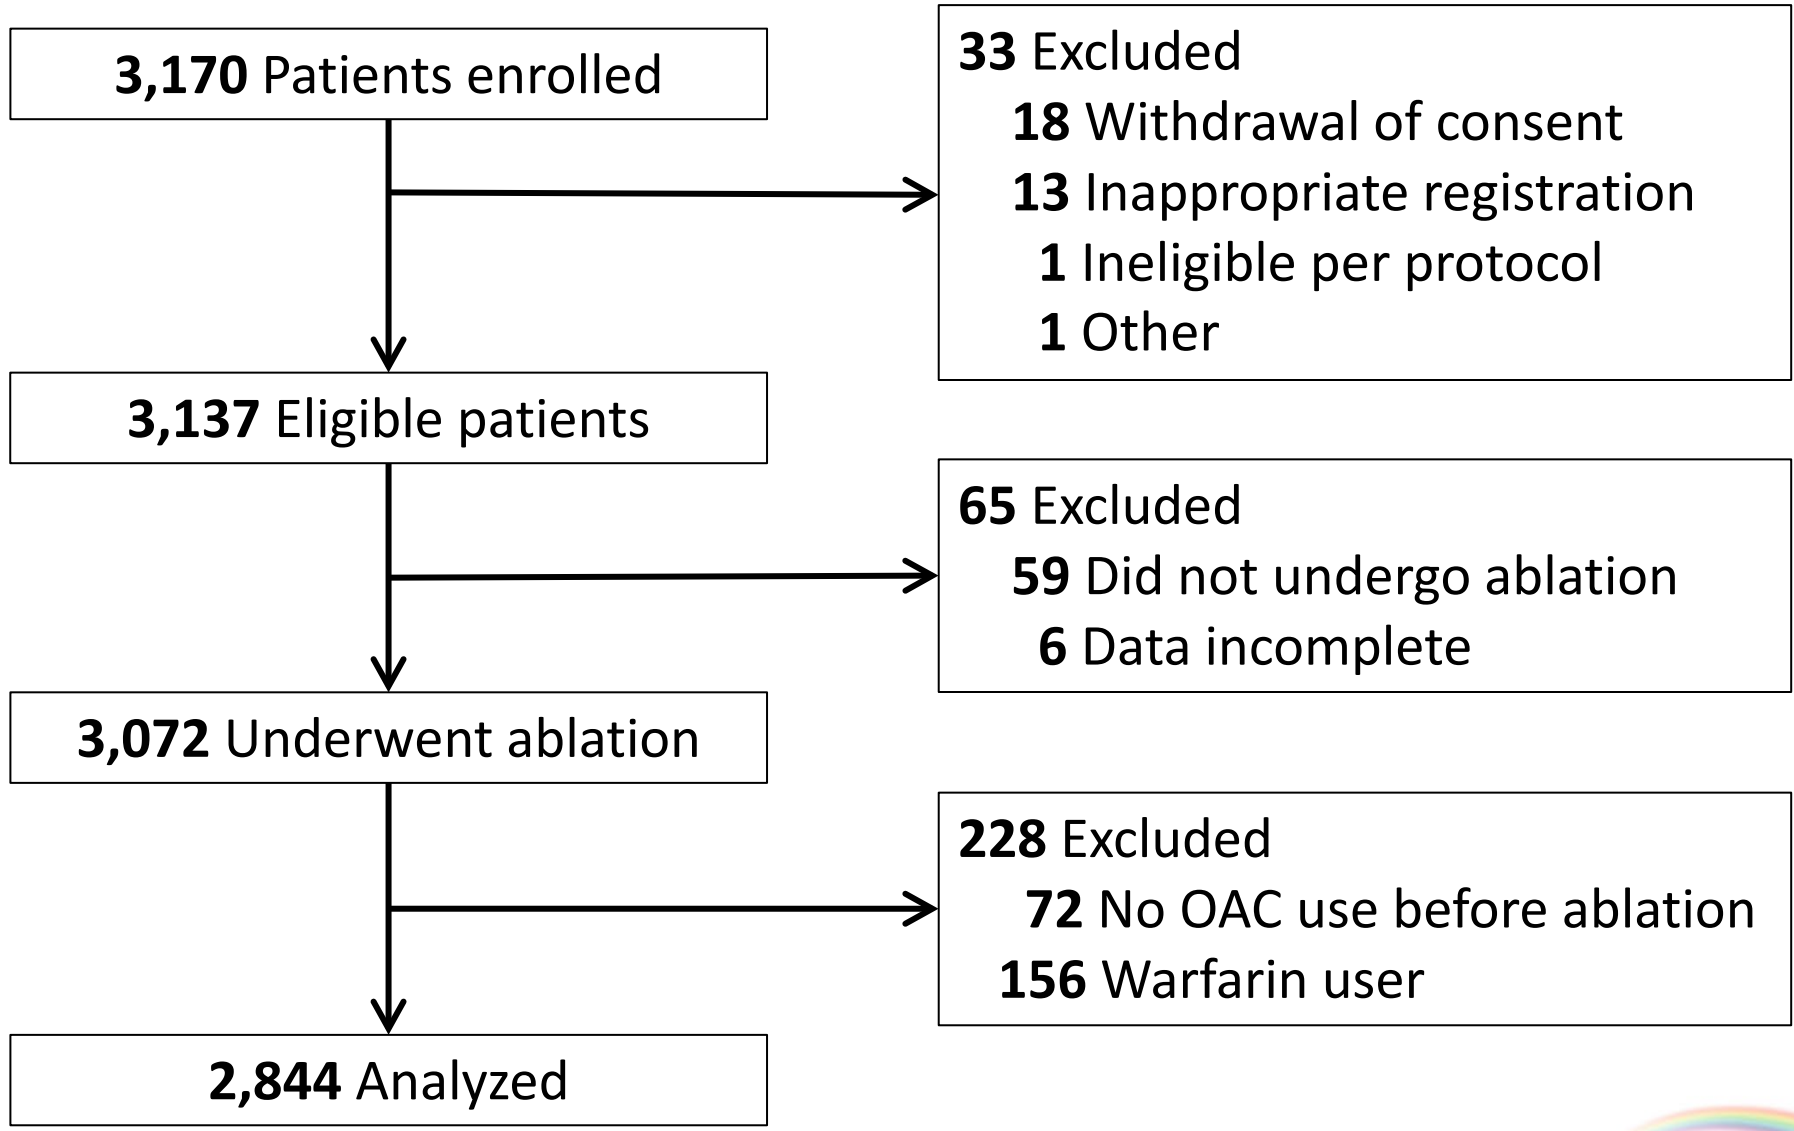 3,170 Patients enrolled
33 Excluded
18 Withdrawal of consent
13 Inappropriate registration
1 Ineligible per protocol
1 Other
3,137 Eligible patients
65 Excluded
59 Did not undergo ablation
6 Data incomplete
3,072 Underwent ablation
228 Excluded
72 No OAC use before ablation
156 Warfarin user
2,844 Analyzed